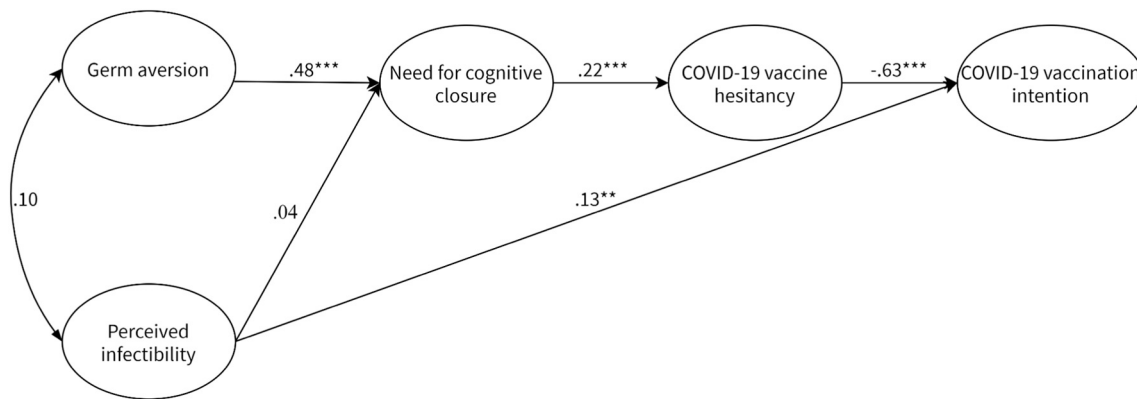 Germ aversion
.48***
Need for cognitive
closure
.22***
COVID-19 vaccine
hesitancy
-.63***
COVID-19 vaccination
intention
.10
.04
.13**
Perceived
infectibility